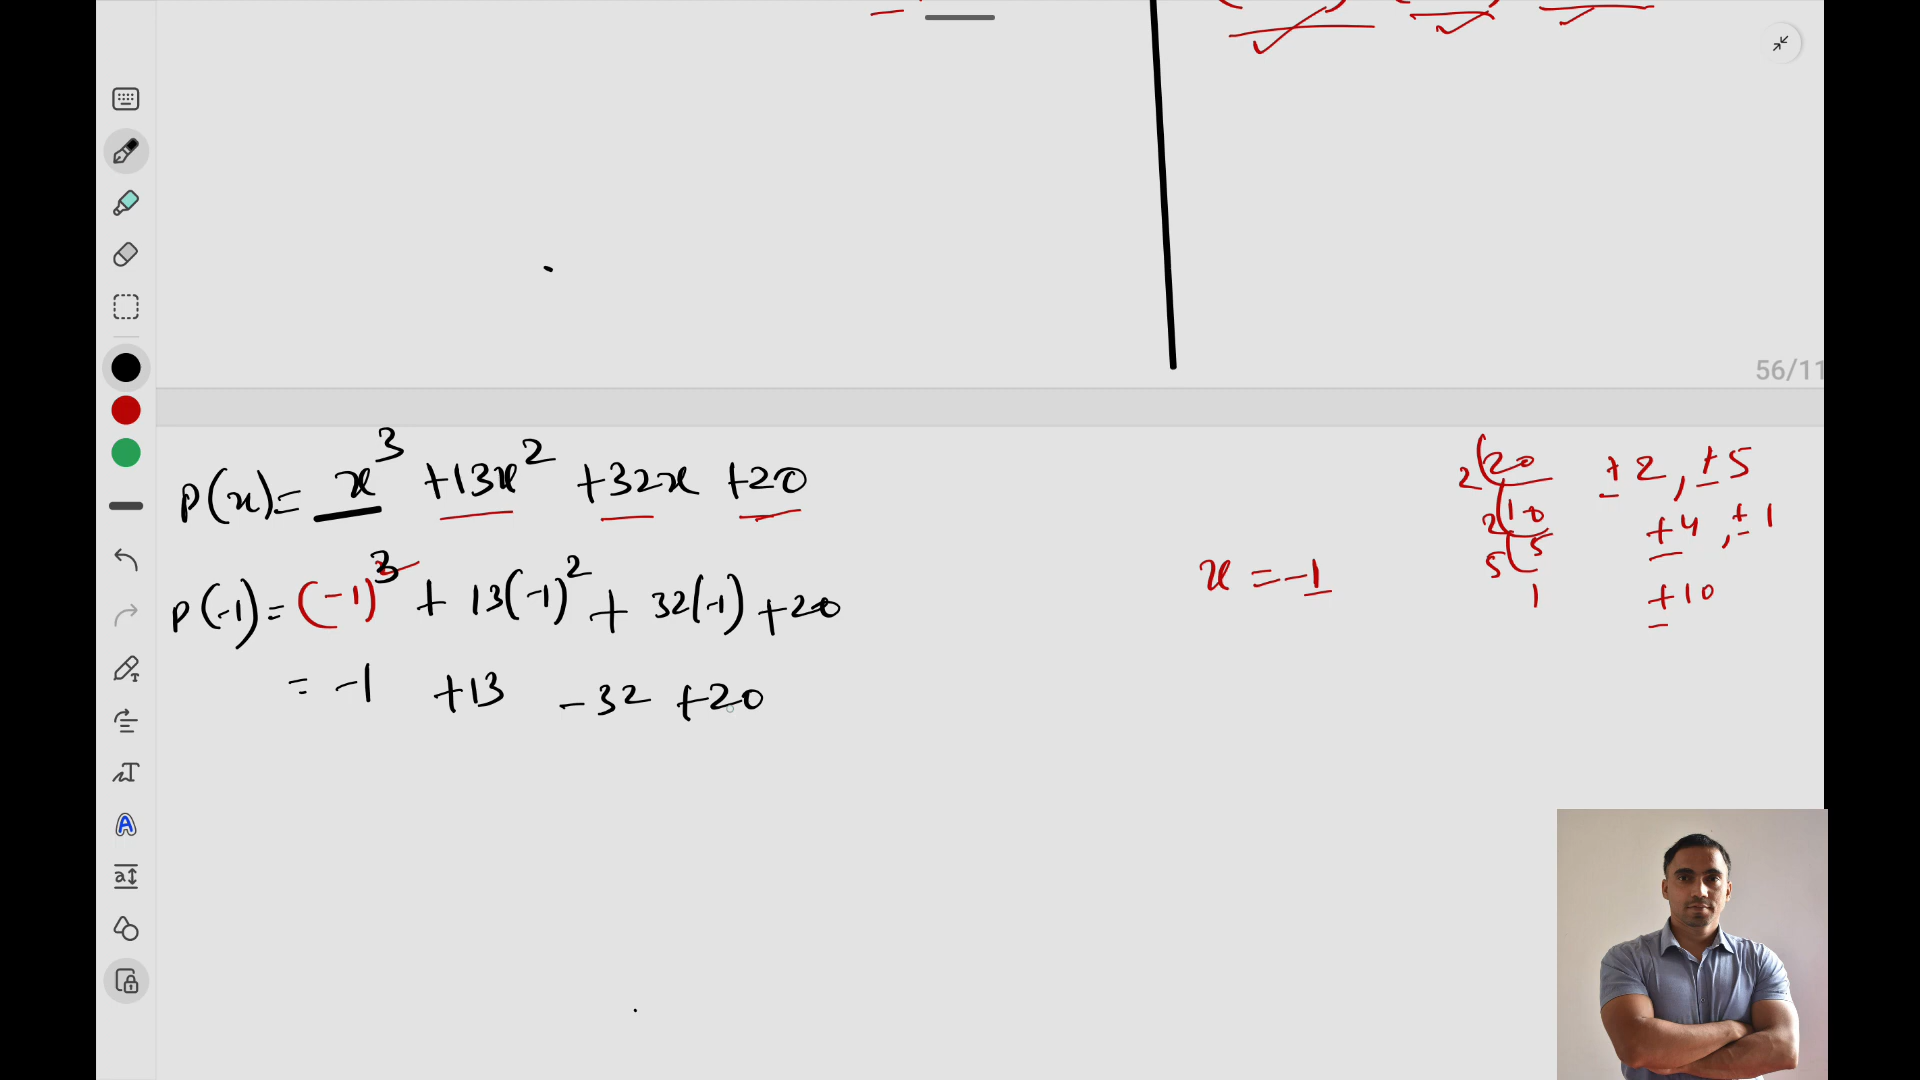 56/11
P(x)= x³ +13x² +32x +20
P(-1)= (-1)³ + 13(-1)² + 32(-1) +20
= -1 +13 -32 +20
x = -1
2(20
2(10
5(5
1
±2, ±5
±4, ±1
±10